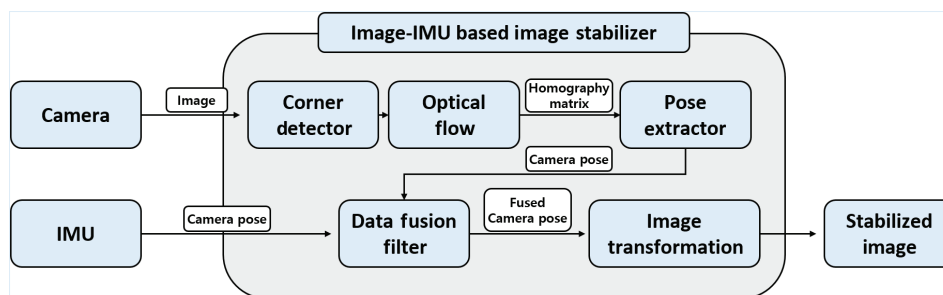 Image-IMU based image stabilizer
Camera
Image
Corner
detector
Optical
flow
Homography
matrix
Pose
extractor
Camera pose
IMU
Camera pose
Data fusion
filter
Fused
Camera pose
Image
transformation
Stabilized
image